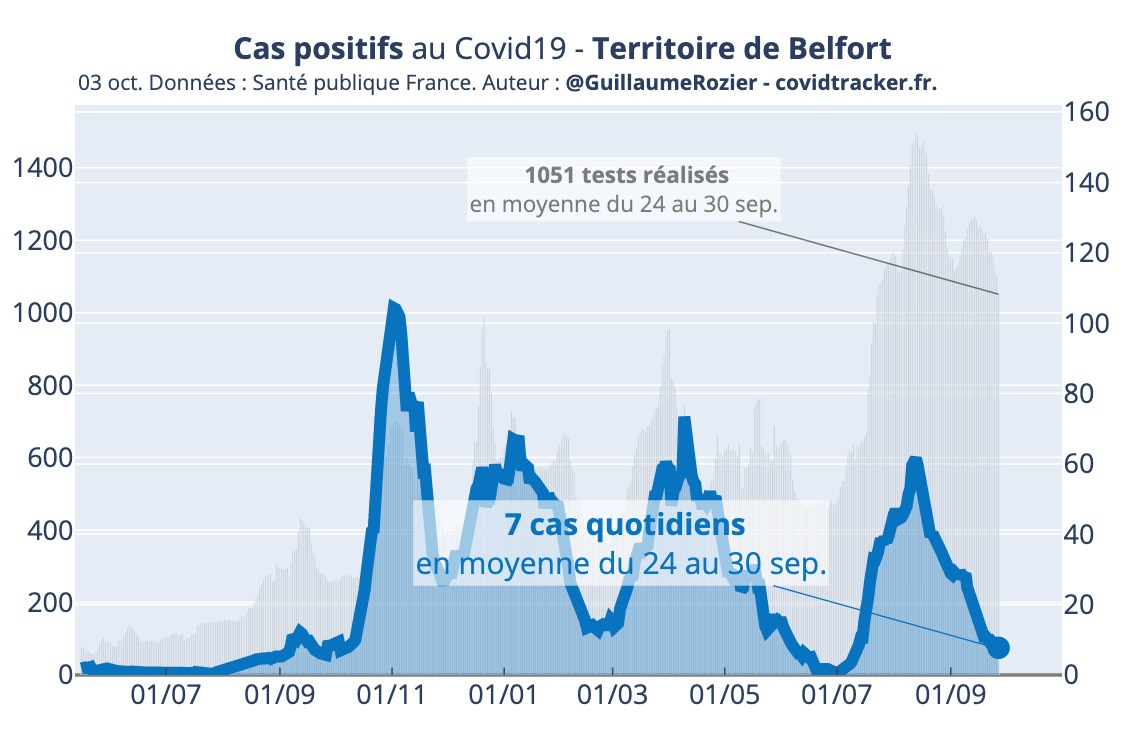 Cas positifs au Covid19 - Territoire de Belfort
03 oct. Données : Santé publique France. Auteur : @GuillaumeRozier - covidtracker.fr.
160
1400
140
1200
120
1000
100
800
80
600
60
400
40
200
20
0
0
1051 tests réalisés
en moyenne du 24 au 30 sep.
7 cas quotidiens
en moyenne du 24 au 30 sep.
01/07 01/09 01/11 01/01 01/03 01/05 01/07 01/09